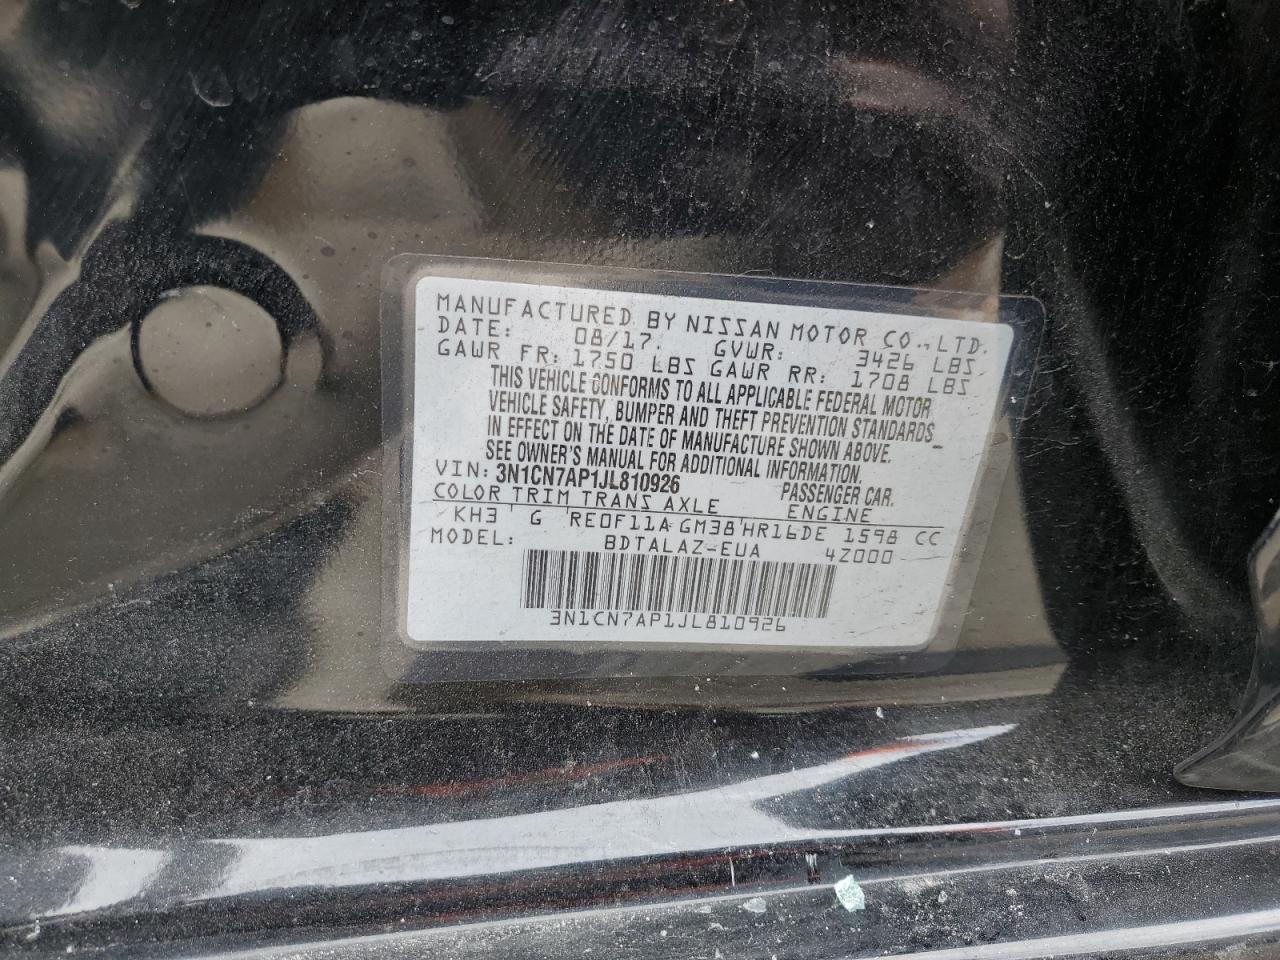 MANUFACTURED BY NISSAN MOTOR CO.,LTD.
DATE: 08/17 GVWR: 3426 LBS
GAWR FR: 1750 LBS GAWR RR: 1708 LBS
THIS VEHICLE CONFORMS TO ALL APPLICABLE FEDERAL MOTOR
VEHICLE SAFETY, BUMPER AND THEFT PREVENTION STANDARDS
IN EFFECT ON THE DATE OF MANUFACTURE SHOWN ABOVE.
SEE OWNER'S MANUAL FOR ADDITIONAL INFORMATION.
VIN: 3N1CN7AP1JL810926 PASSENGER CAR.
COLOR TRIM TRANS AXLE ENGINE
KH3 G RE0F11A GM38 HR16DE 1598 CC
MODEL: BDTALAZ-EUA 4Z000
3N1CN7AP1JL810926